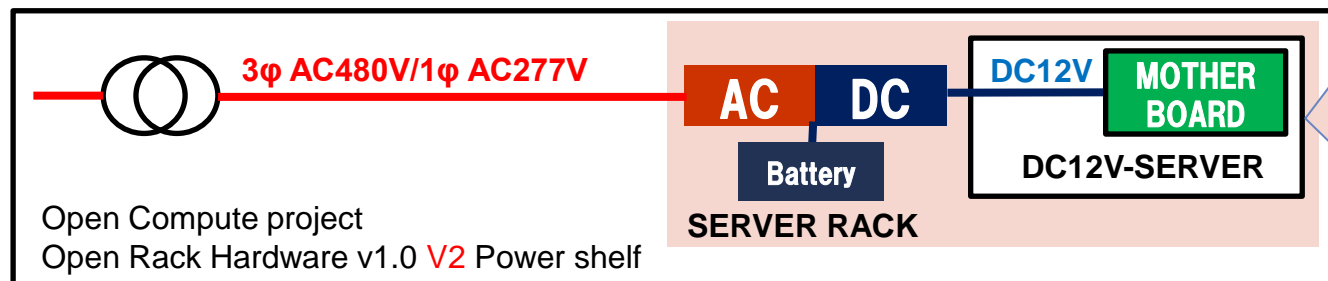 3φ AC480V/1φ AC277V
AC DC
DC12V
MOTHER
BOARD
Battery
DC12V-SERVER
SERVER RACK
Open Compute project
Open Rack Hardware v1.0 V2 Power shelf